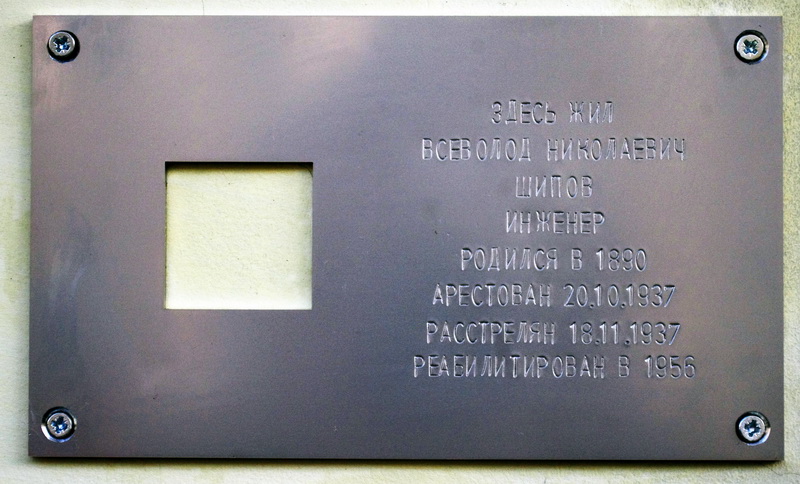 ЗДЕСЬ ЖИЛ
ВСЕВОЛОД НИКОЛАЕВИЧ
ШИПОВ
ИНЖЕНЕР
РОДИЛСЯ В 1890
АРЕСТОВАН 20.10.1937
РАССТРЕЛЯН 18.11.1937
РЕАБИЛИТИРОВАН В 1956